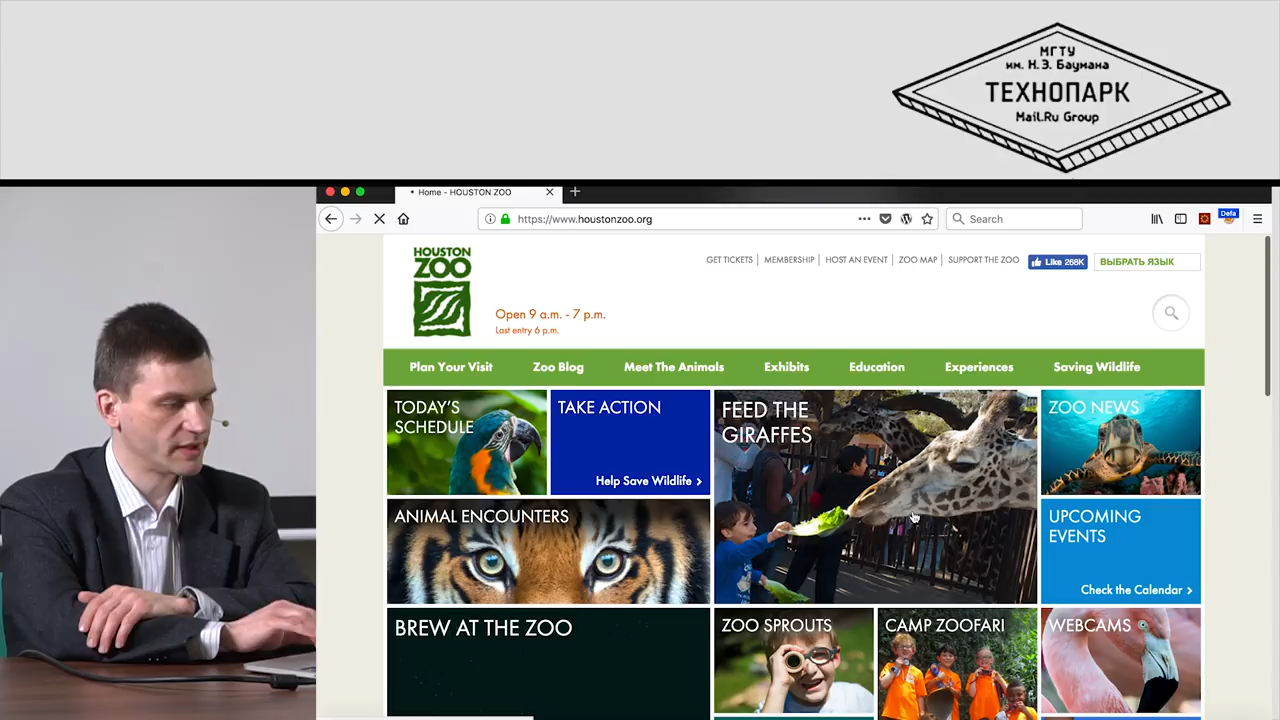 МГТУ
им. Н.Э. Баумана
ТЕХНОПАРК
Mail.Ru Group
Home - HOUSTON ZOO
https://www.houstonzoo.org
Search
Defa
HOUSTON
ZOO
GET TICKETS
MEMBERSHIP
HOST AN EVENT
ZOO MAP
SUPPORT THE ZOO
Like 268K
ВЫБРАТЬ ЯЗЫК
Open 9 a.m. - 7 p.m.
Last entry 6 p.m.
Plan Your Visit
Zoo Blog
Meet The Animals
Exhibits
Education
Experiences
Saving Wildlife
TODAY'S
SCHEDULE
TAKE ACTION
Help Save Wildlife
FEED THE
GIRAFFES
ZOO NEWS
ANIMAL ENCOUNTERS
UPCOMING
EVENTS
Check the Calendar
BREW AT THE ZOO
ZOO SPROUTS
CAMP ZOOFARI
WEBCAMS